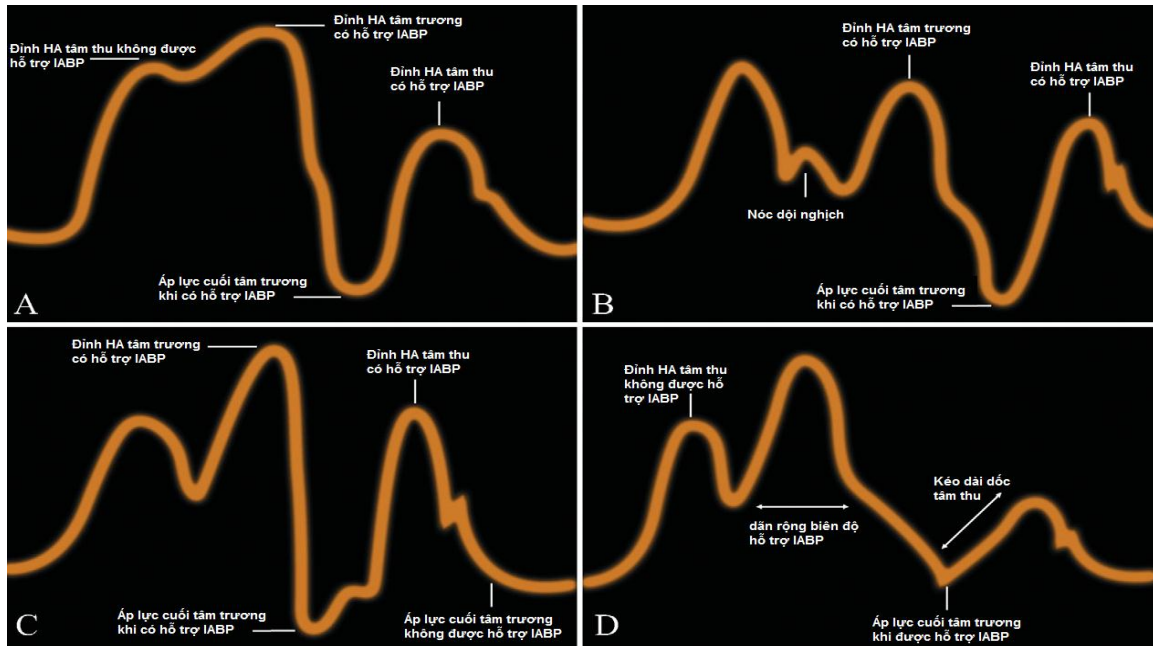 Đỉnh HA tâm thu không được
hỗ trợ IABP
Đỉnh HA tâm trương
có hỗ trợ IABP
Đỉnh HA tâm thu
có hỗ trợ IABP
Áp lực cuối tâm trương
khi có hỗ trợ IABP
A
Đỉnh HA tâm trương
có hỗ trợ IABP
Đỉnh HA tâm thu
có hỗ trợ IABP
Nóc dội nghịch
Áp lực cuối tâm trương
khi có hỗ trợ IABP
B
Đỉnh HA tâm trương
có hỗ trợ IABP
Đỉnh HA tâm thu
có hỗ trợ IABP
Áp lực cuối tâm trương
khi có hỗ trợ IABP
Áp lực cuối tâm trương
không được hỗ trợ IABP
C
Đỉnh HA tâm thu
không được hỗ
trợ IABP
Kéo dài dốc
tâm thu
dãn rộng biên độ
hỗ trợ IABP
Áp lực cuối tâm trương
khi được hỗ trợ IABP
D